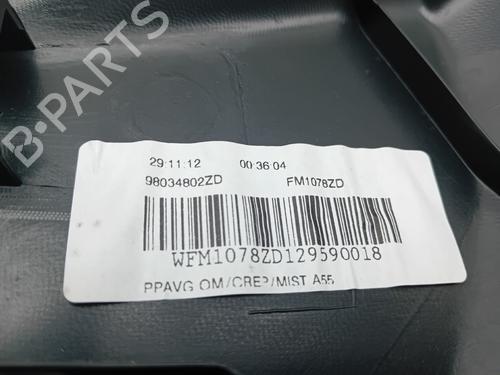 B-PARTS
29:11:12 00:36:04
98034802ZD FM1078ZD
WFM1078ZD129590018
PPAVG OM/CREP/MIST A55